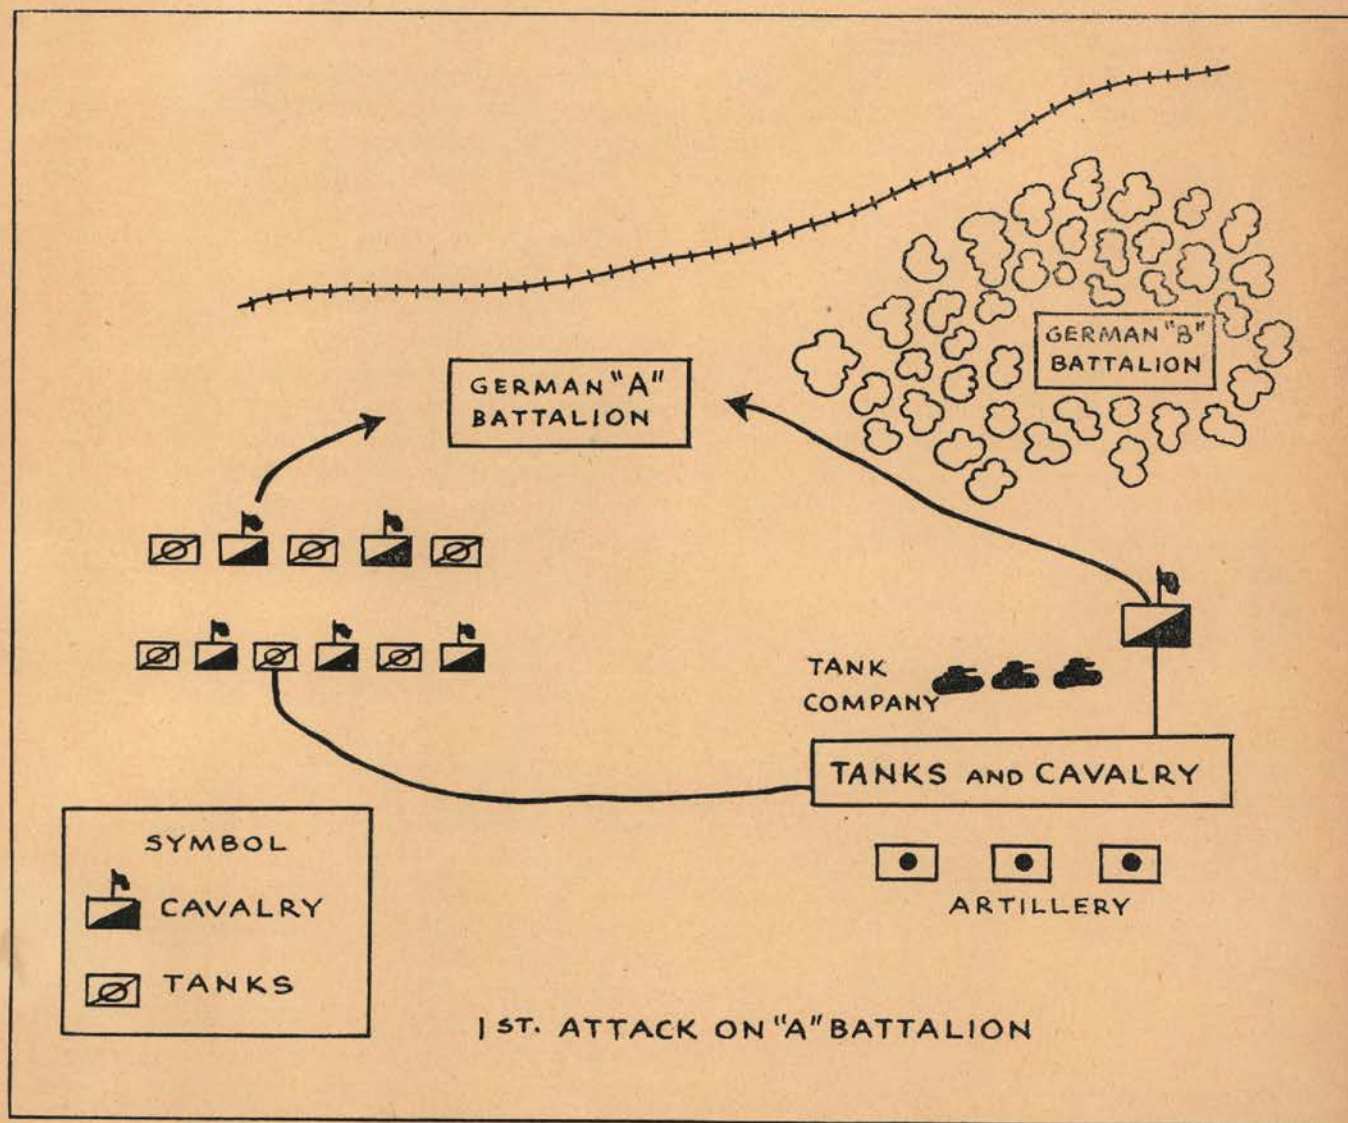 GERMAN "B"
BATTALION
GERMAN "A"
BATTALION
TANK
COMPANY
TANKS AND CAVALRY
ARTILLERY
SYMBOL
CAVALRY
TANKS
1ST. ATTACK ON "A" BATTALION